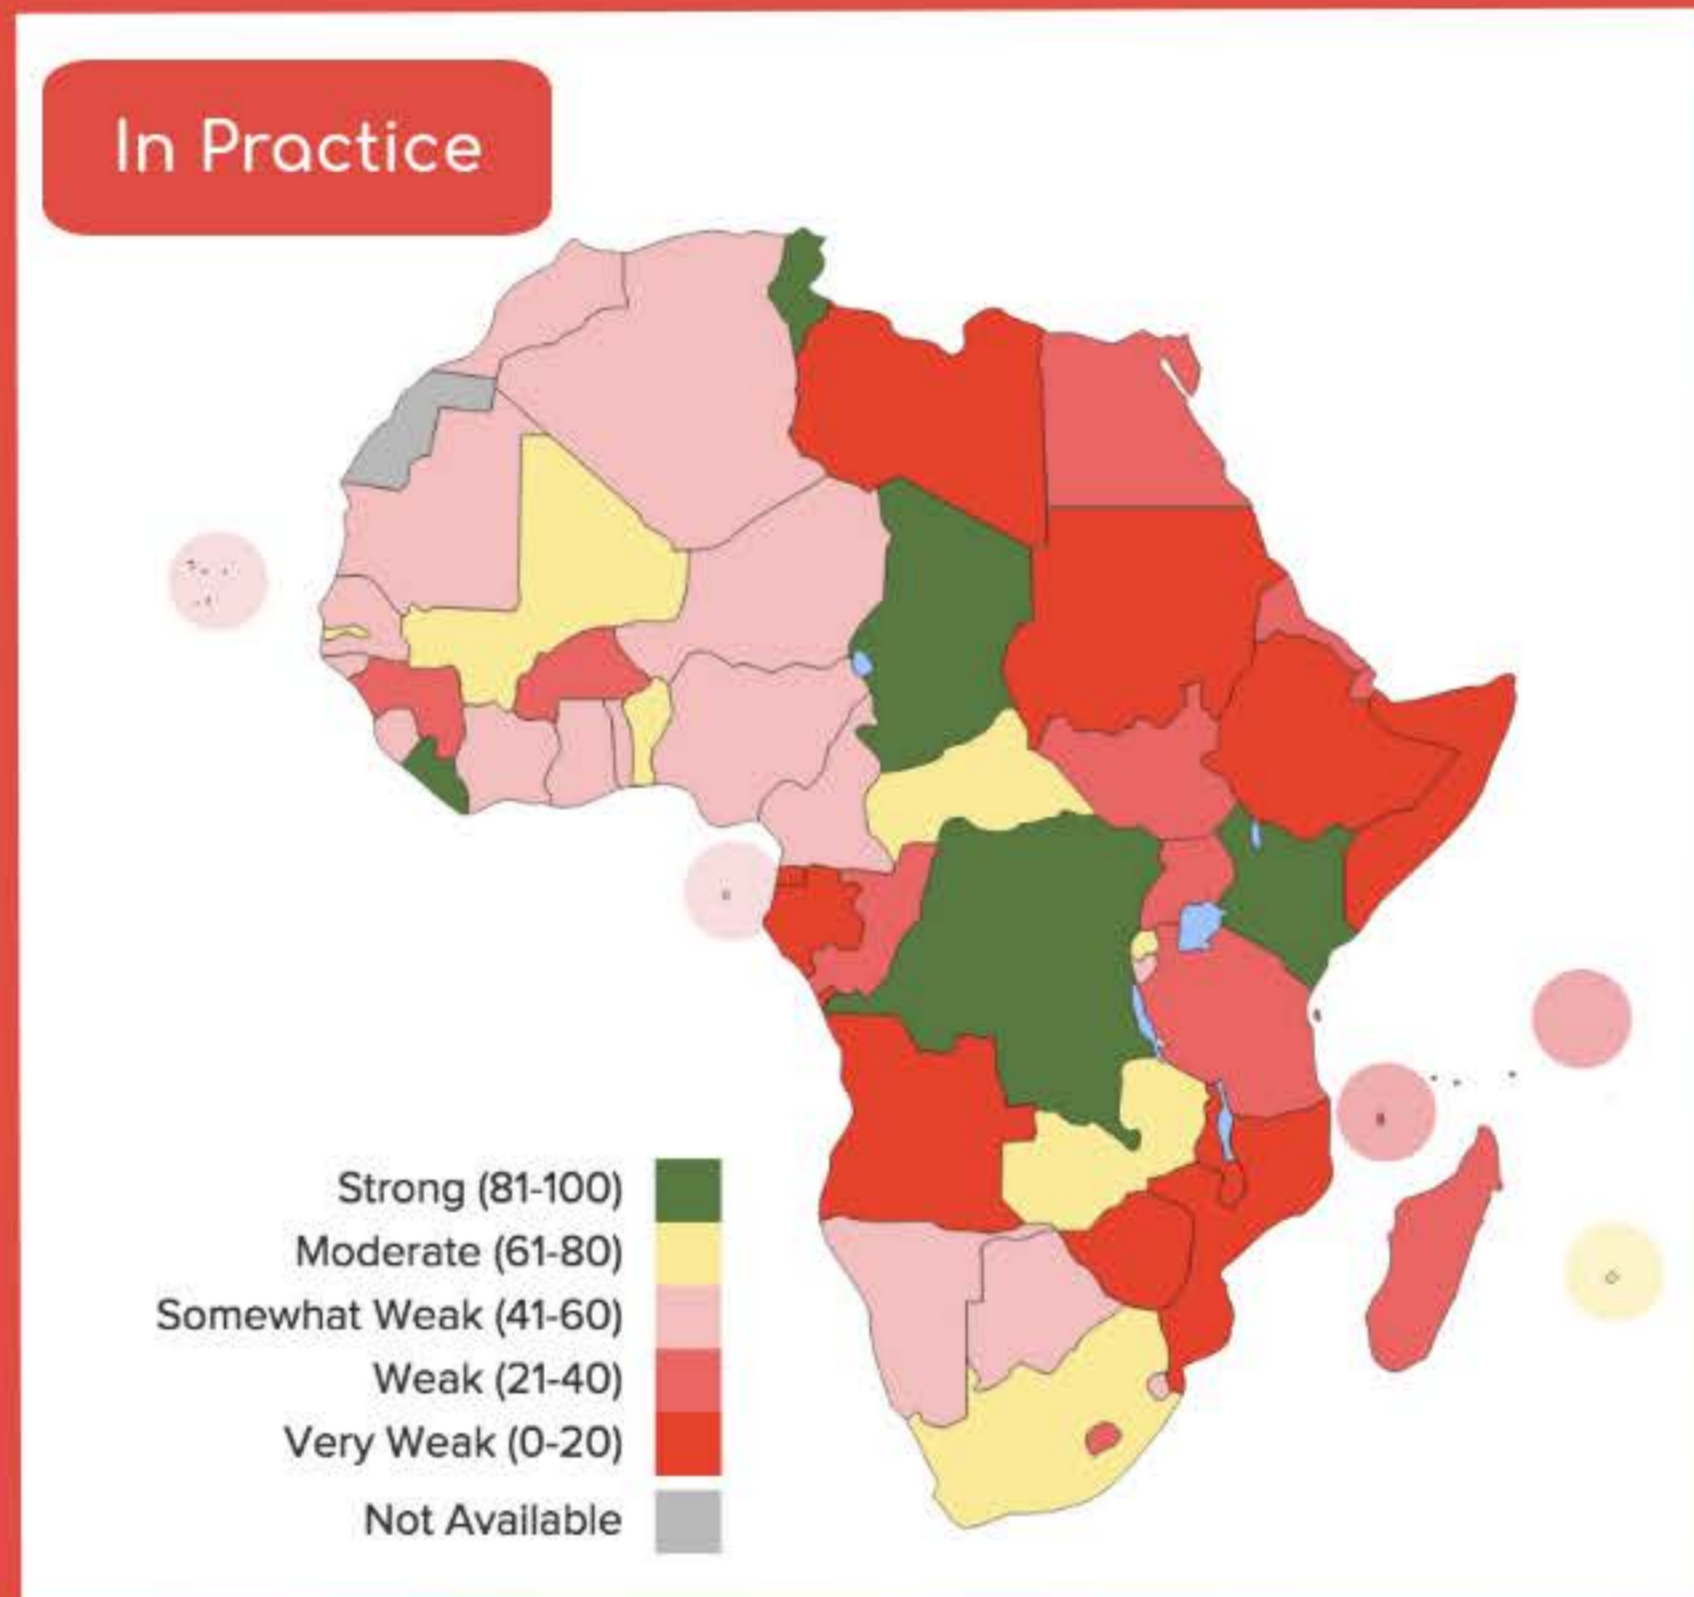 In Practice
Strong (81-100)
Moderate (61-80)
Somewhat Weak (41-60)
Weak (21-40)
Very Weak (0-20)
Not Available